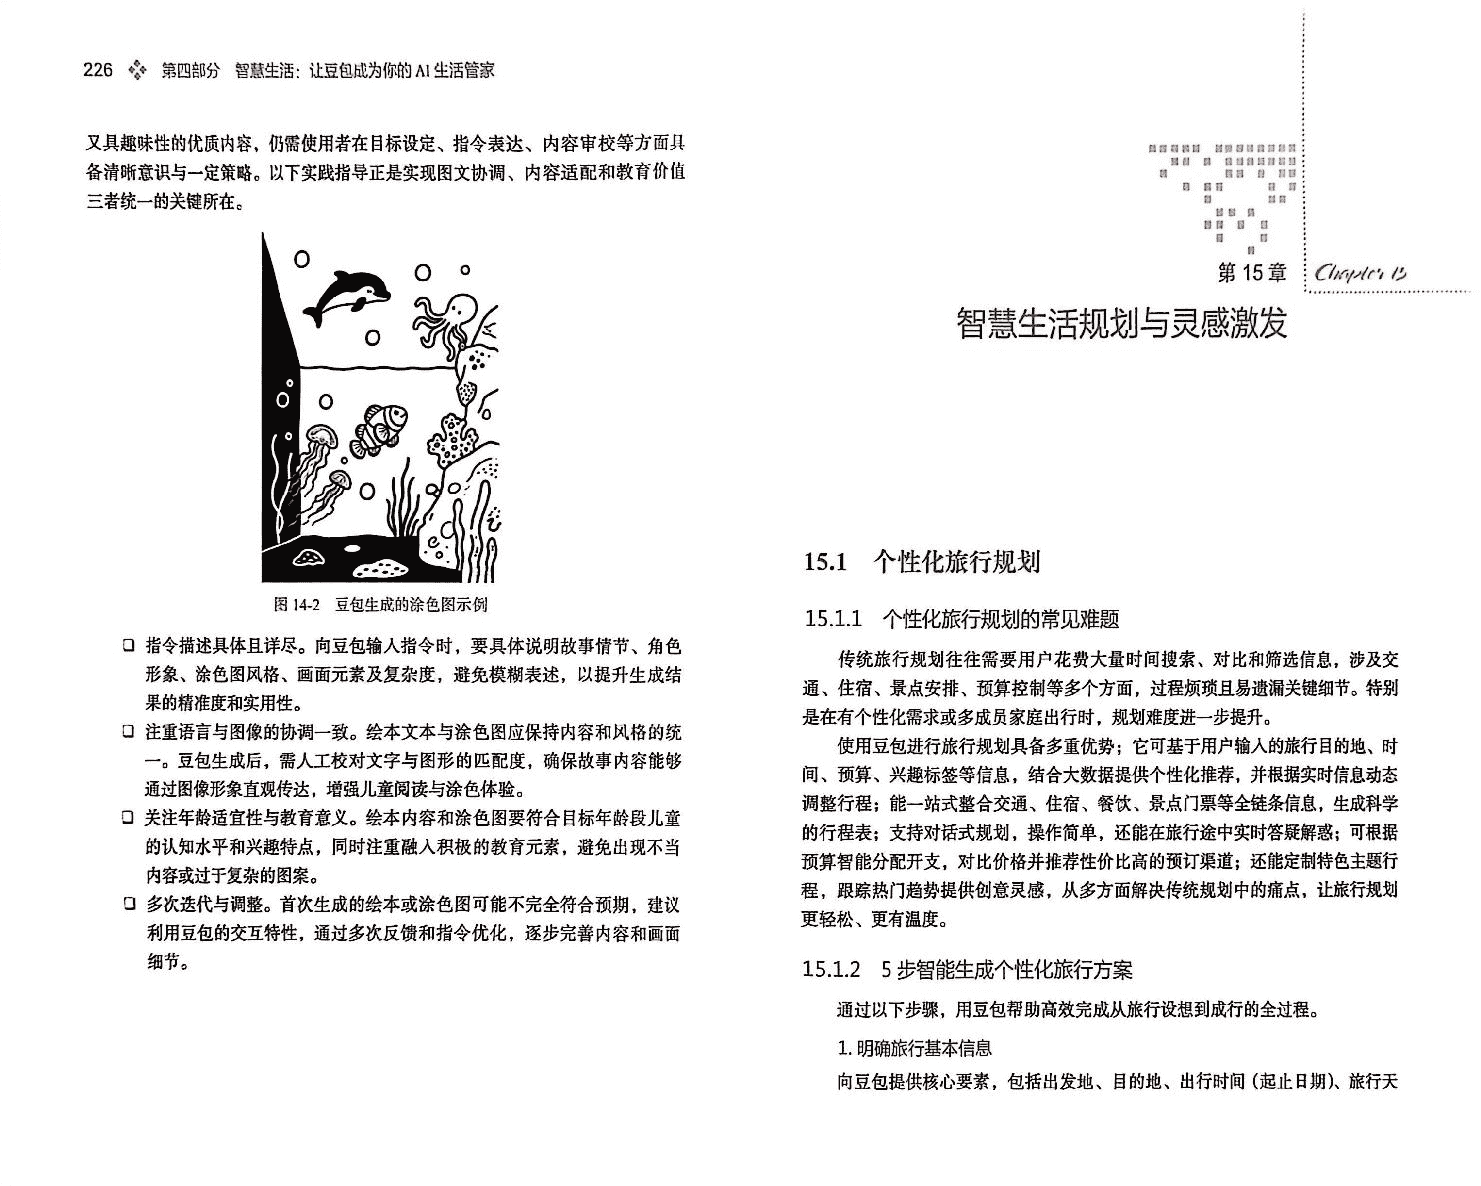 226 第四部分 智慧生活：让豆包成为你的 AI 生活管家
又具趣味性的优质内容，仍需使用者在目标设定、指令表达、内容审校等方面具
备清晰意识与一定策略。以下实践指导正是实现图文协调、内容适配和教育价值
三者统一的关键所在。
图 14-2 豆包生成的涂色图示例
❑ 指令描述具体且详尽。向豆包输入指令时，要具体说明故事情节、角色
形象、涂色图风格、画面元素及复杂度，避免模糊表述，以提升生成结
果的精准度和实用性。
❑ 注重语言与图像的协调一致。绘本文本与涂色图应保持内容和风格的统
一。豆包生成后，需人工校对文字与图形的匹配度，确保故事内容能够
通过图像形象直观传达，增强儿童阅读与涂色体验。
❑ 关注年龄适宜性与教育意义。绘本内容和涂色图要符合目标年龄段儿童
的认知水平和兴趣特点，同时注重融入积极的教育元素，避免出现不当
内容或过于复杂的图案。
❑ 多次迭代与调整。首次生成的绘本或涂色图可能不完全符合预期，建议
利用豆包的交互特性，通过多次反馈和指令优化，逐步完善内容和画面
细节。
第 15 章 Chapter 15
智慧生活规划与灵感激发
15.1 个性化旅行规划
15.1.1 个性化旅行规划的常见难题
传统旅行规划往往需要用户花费大量时间搜索、对比和筛选信息，涉及交
通、住宿、景点安排、预算控制等多个方面，过程烦琐且易遗漏关键细节。特别
是在有个性化需求或多成员家庭出行时，规划难度进一步提升。
使用豆包进行旅行规划具备多重优势；它可基于用户输入的旅行目的地、时
间、预算、兴趣标签等信息，结合大数据提供个性化推荐，并根据实时信息动态
调整行程；能一站式整合交通、住宿、餐饮、景点门票等全链条信息，生成科学
的行程表；支持对话式规划，操作简单，还能在旅行途中实时答疑解惑；可根据
预算智能分配开支，对比价格并推荐性价比高的预订渠道；还能定制特色主题行
程，跟踪热门趋势提供创意灵感，从多方面解决传统规划中的痛点，让旅行规划
更轻松、更有温度。
15.1.2 5 步智能生成个性化旅行方案
通过以下步骤，用豆包帮助高效完成从旅行设想到成行的全过程。
1. 明确旅行基本信息
向豆包提供核心要素，包括出发地、目的地、出行时间（起止日期）、旅行天